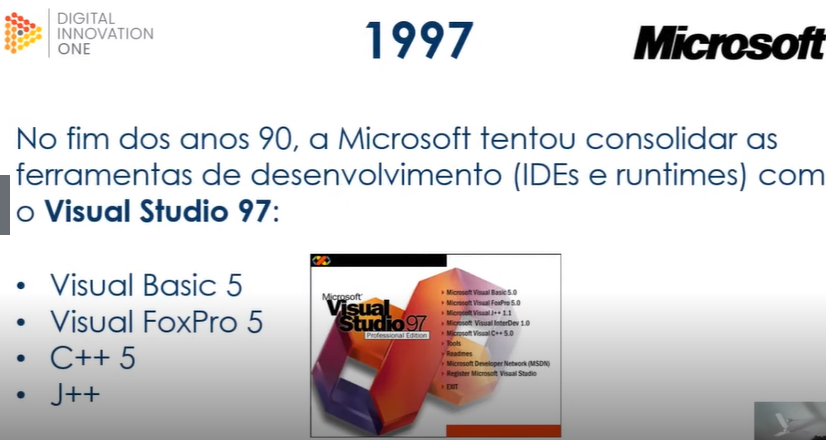 DIGITAL
INNOVATION
ONE
1997
Microsoft
No fim dos anos 90, a Microsoft tentou consolidar as
ferramentas de desenvolvimento (IDEs e runtimes) com
o Visual Studio 97:
• Visual Basic 5
• Visual FoxPro 5
• C++ 5
• J++
Microsoft
Visual
Studio 97
Professional Edition
Microsoft Visual Basic 5.0
Microsoft Visual FoxPro 5.0
Microsoft Visual J++ 1.1
Microsoft Visual InterDev 1.0
Microsoft Visual C++ 5.0
Tools
Readmes
Microsoft Developer Network (MSDN)
Register Microsoft Visual Studio
EXIT